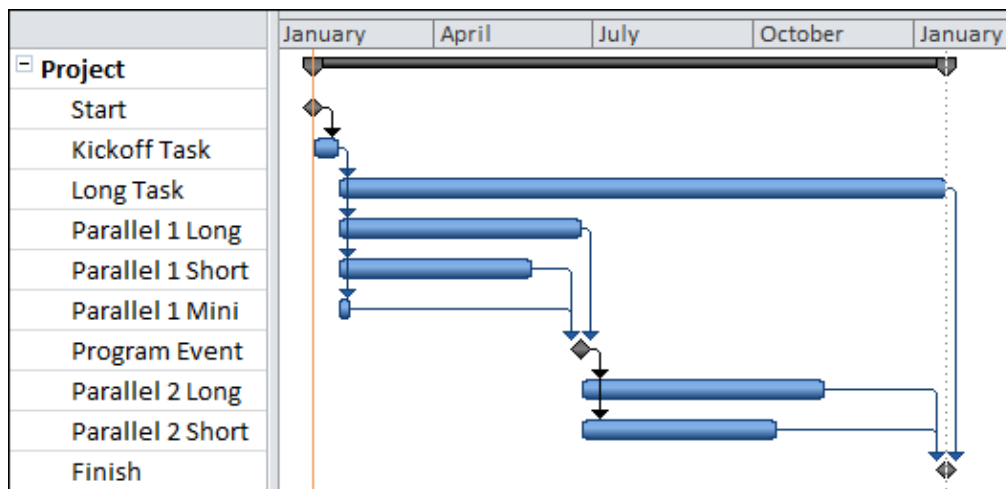 January April July October January
Project
Start
Kickoff Task
Long Task
Parallel 1 Long
Parallel 1 Short
Parallel 1 Mini
Program Event
Parallel 2 Long
Parallel 2 Short
Finish